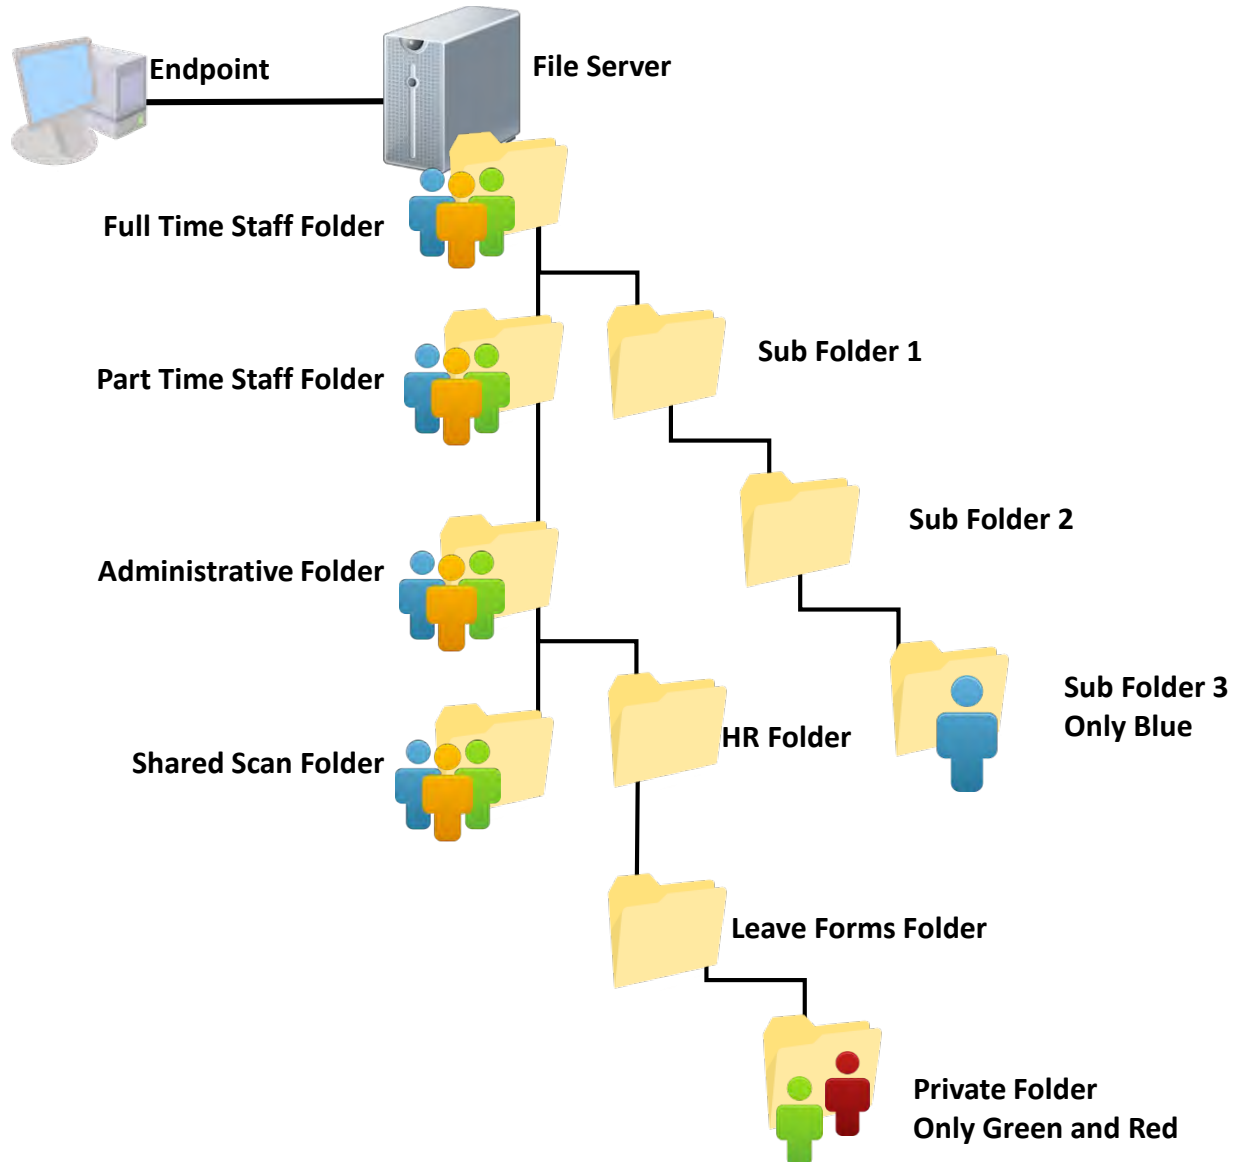 Endpoint
File Server
Full Time Staff Folder
Sub Folder 1
Part Time Staff Folder
Sub Folder 2
Administrative Folder
Sub Folder 3
Only Blue
HR Folder
Shared Scan Folder
Leave Forms Folder
Private Folder
Only Green and Red